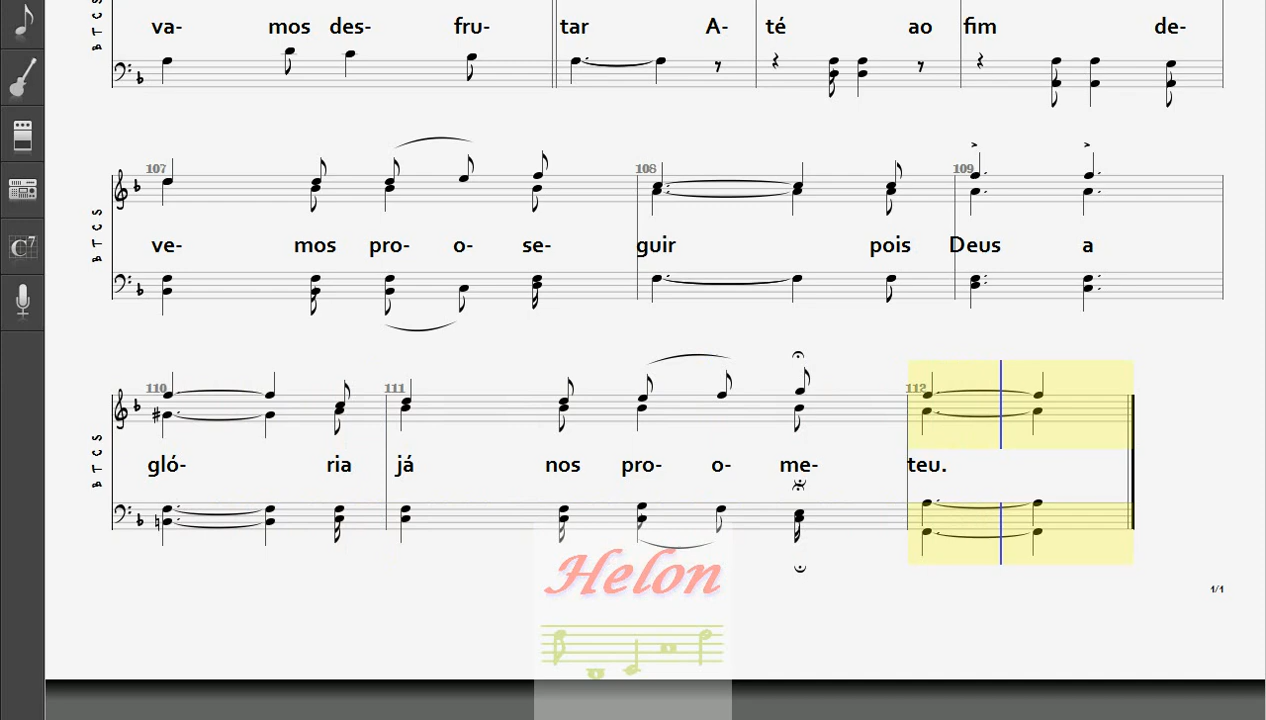 va- mos des- fru- tar A- té ao fim de-
B T C S
107 108 109
ve- mos pro- o- se- guir pois Deus a
B T C S
110 111 112
gló- ria já nos pro- o- me- teu.
B T C S
C7
Helon
1/1